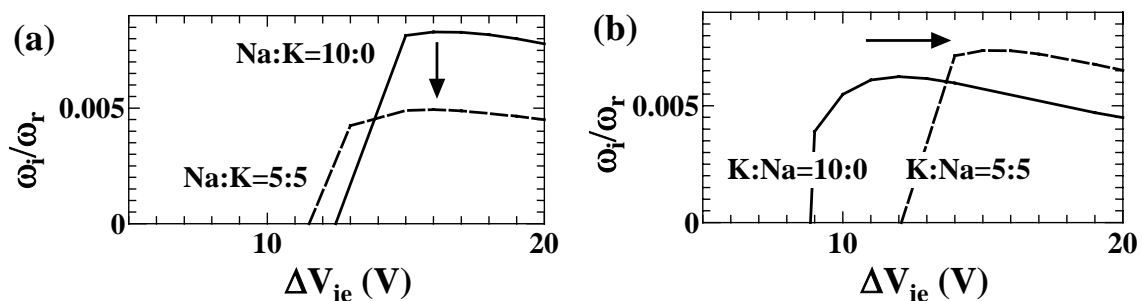 (a)
Na:K=10:0
0.005
ωi/ωr
Na:K=5:5
0
10
20
ΔVie (V)
(b)
0.005
ωi/ωr
K:Na=10:0
K:Na=5:5
0
10
20
ΔVie (V)